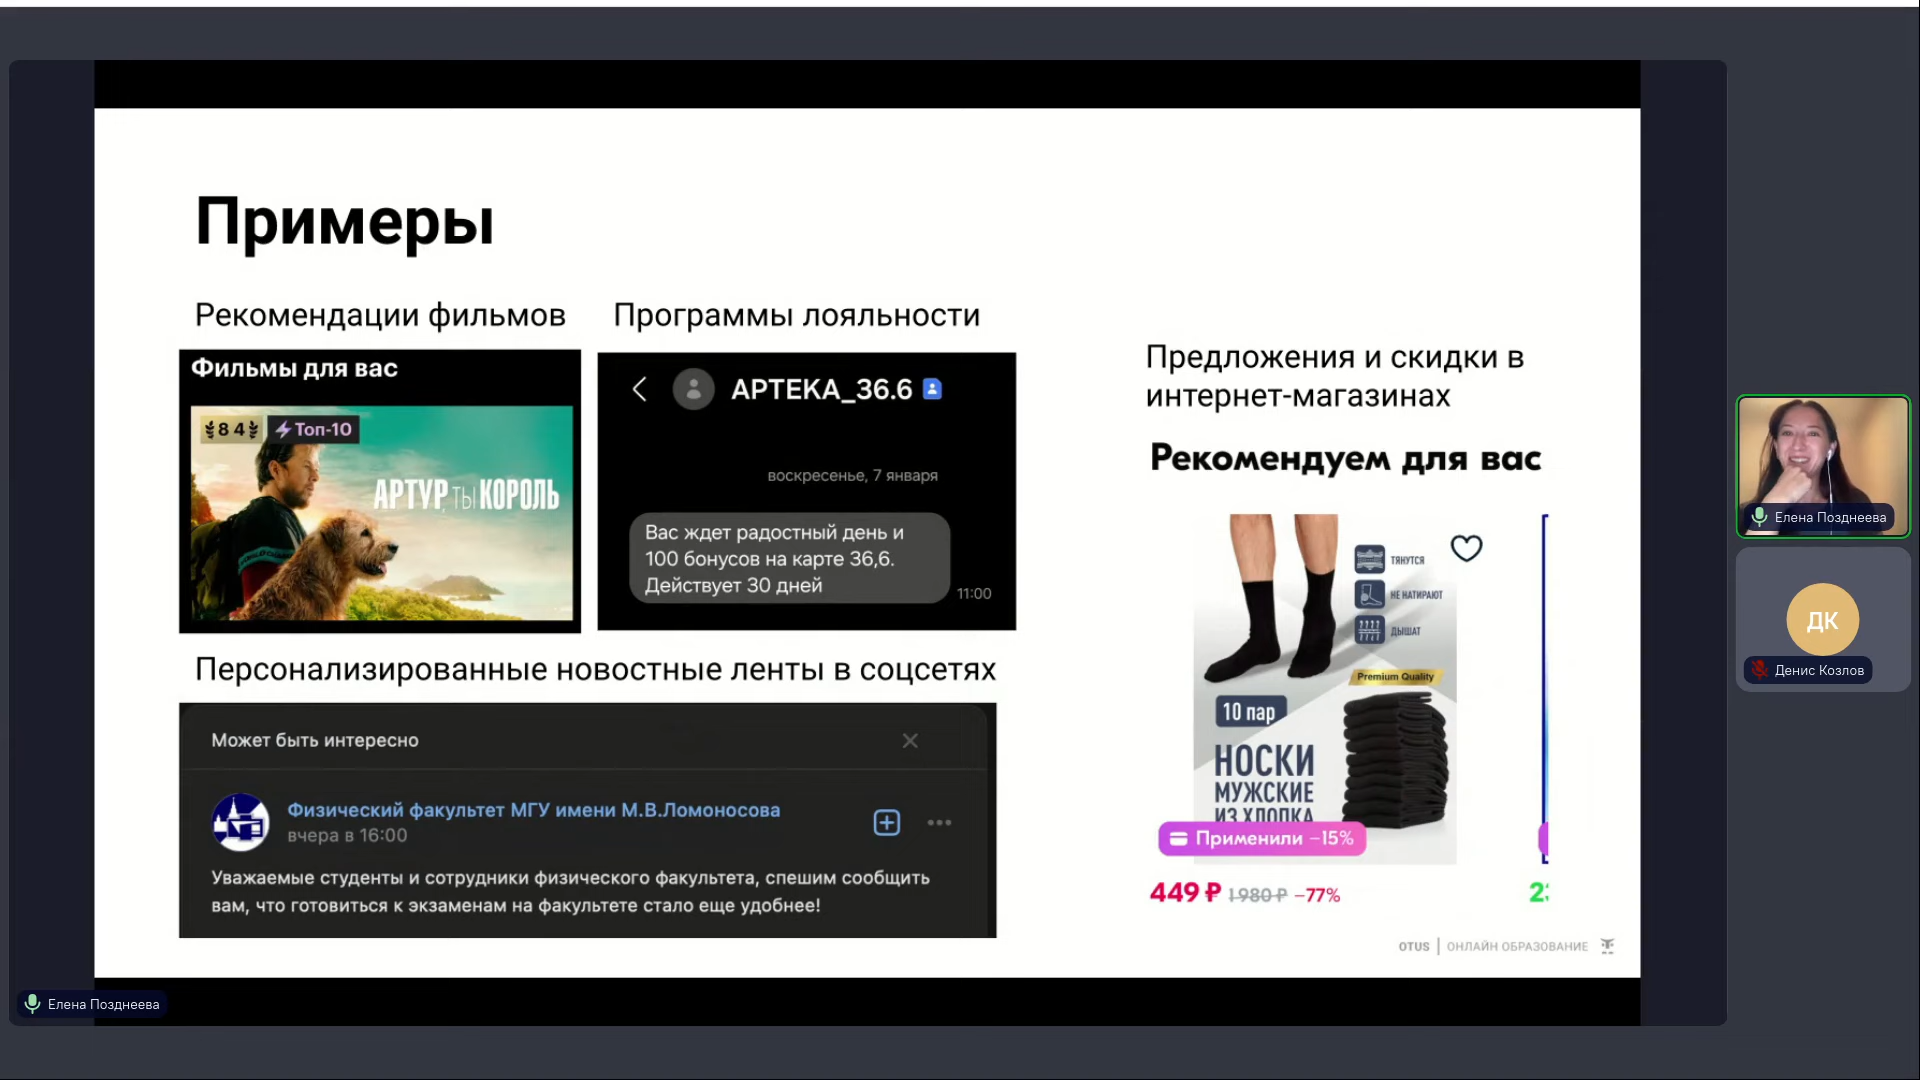 Примеры
Рекомендации фильмов
Фильмы для вас
8 4
Топ-10
АРТУР, ТЫ КОРОЛЬ
Программы лояльности
APTEKA_36.6
воскресенье, 7 января
Вас ждет радостный день и
100 бонусов на карте 36,6.
Действует 30 дней
11:00
Персонализированные новостные ленты в соцсетях
Может быть интересно
Физический факультет МГУ имени М.В.Ломоносова
вчера в 16:00
Уважаемые студенты и сотрудники физического факультета, спешим сообщить
вам, что готовиться к экзаменам на факультете стало еще удобнее!
Предложения и скидки в
интернет-магазинах
Рекомендуем для вас
ТЯНУТСЯ
НЕ НАТИРАЮТ
ДЫШАТ
Premium Quality
10 пар
НОСКИ
МУЖСКИЕ
ИЗ ХЛОПКА
Применили –15%
449 ₽ 1 980 ₽ –77%
OTUS | ОНЛАЙН ОБРАЗОВАНИЕ
Елена Позднеева
Елена Позднеева
ДК
Денис Козлов